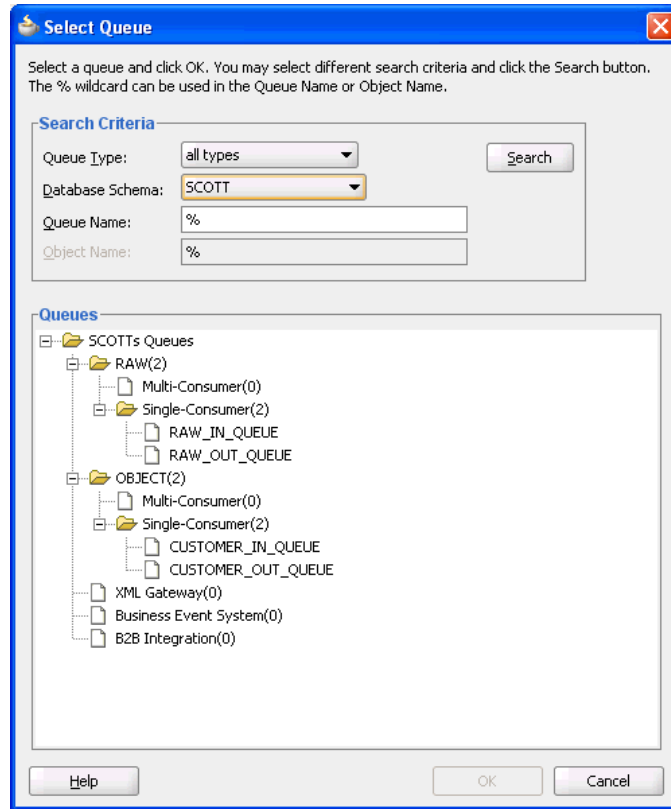 Select Queue
Select a queue and click OK. You may select different search criteria and click the Search button.
The % wildcard can be used in the Queue Name or Object Name.
Search Criteria
Queue Type: all types Search
Database Schema: SCOTT
Queue Name: %
Object Name: %
Queues
SCOTTs Queues
RAW(2)
Multi-Consumer(0)
Single-Consumer(2)
RAW_IN_QUEUE
RAW_OUT_QUEUE
OBJECT(2)
Multi-Consumer(0)
Single-Consumer(2)
CUSTOMER_IN_QUEUE
CUSTOMER_OUT_QUEUE
XML Gateway(0)
Business Event System(0)
B2B Integration(0)
Help OK Cancel